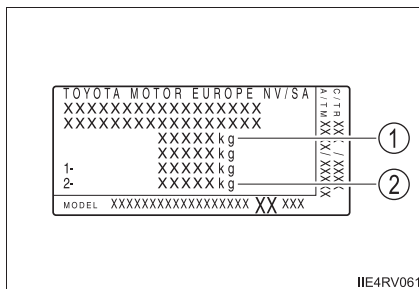 TOYOTA MOTOR EUROPE NV/SA
XXXXXXXXXXXXXXXXX
XXXXXXXXXXXXXXXXX
XXXXXkg
XXXXXkg
1- XXXXXkg
2- XXXXXkg
MODEL XXXXXXXXXXXXXXXXXX XX XXX
C/TR
A/TM
1
2
IIE4RV061